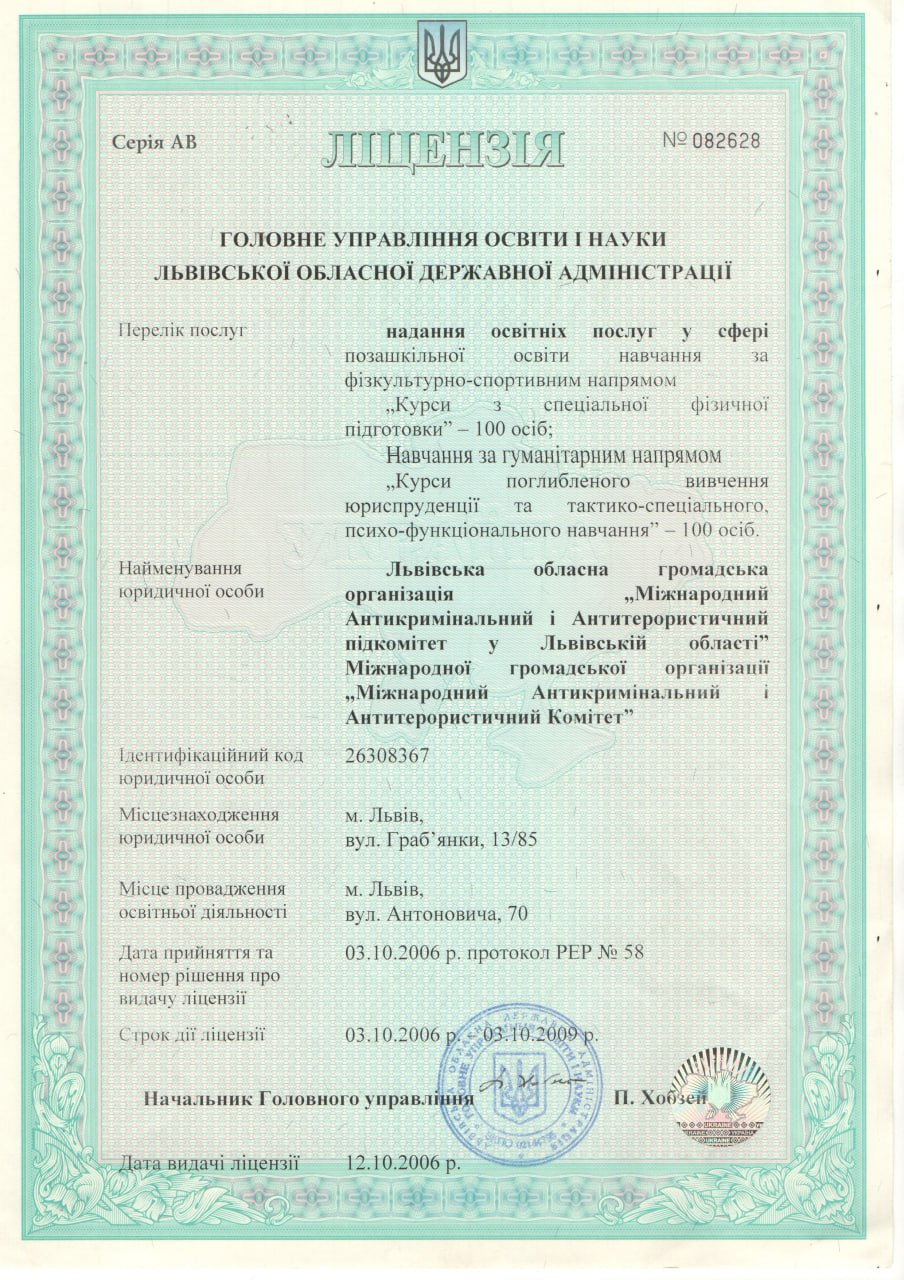 Серія АВ
ЛІЦЕНЗІЯ
№ 082628
ГОЛОВНЕ УПРАВЛІННЯ ОСВІТИ І НАУКИ
ЛЬВІВСЬКОЇ ОБЛАСНОЇ ДЕРЖАВНОЇ АДМІНІСТРАЦІЇ
Перелік послуг
надання освітніх послуг у сфері
позашкільної освіти навчання за
фізкультурно-спортивним напрямом
„Курси з спеціальної фізичної
підготовки” – 100 осіб;
Навчання за гуманітарним напрямом
„Курси поглибленого вивчення
юриспруденції та тактико-спеціального,
психо-функціонального навчання” – 100 осіб.
Найменування
юридичної особи
Львівська обласна громадська
організація „Міжнародний
Антикримінальний і Антитерористичний
підкомітет у Львівській області”
Міжнародної громадської організації
„Міжнародний Антикримінальний і
Антитерористичний Комітет”
Ідентифікаційний код
юридичної особи
26308367
Місцезнаходження
юридичної особи
м. Львів,
вул. Граб’янки, 13/85
Місце провадження
освітньої діяльності
м. Львів,
вул. Антоновича, 70
Дата прийняття та
номер рішення про
видачу ліцензії
03.10.2006 р. протокол РЕР № 58
Строк дії ліцензії
03.10.2006 р. 03.10.2009 р.
Начальник Головного управління
П. Хобзей
UKRAINE
Дата видачі ліцензії
12.10.2006 р.